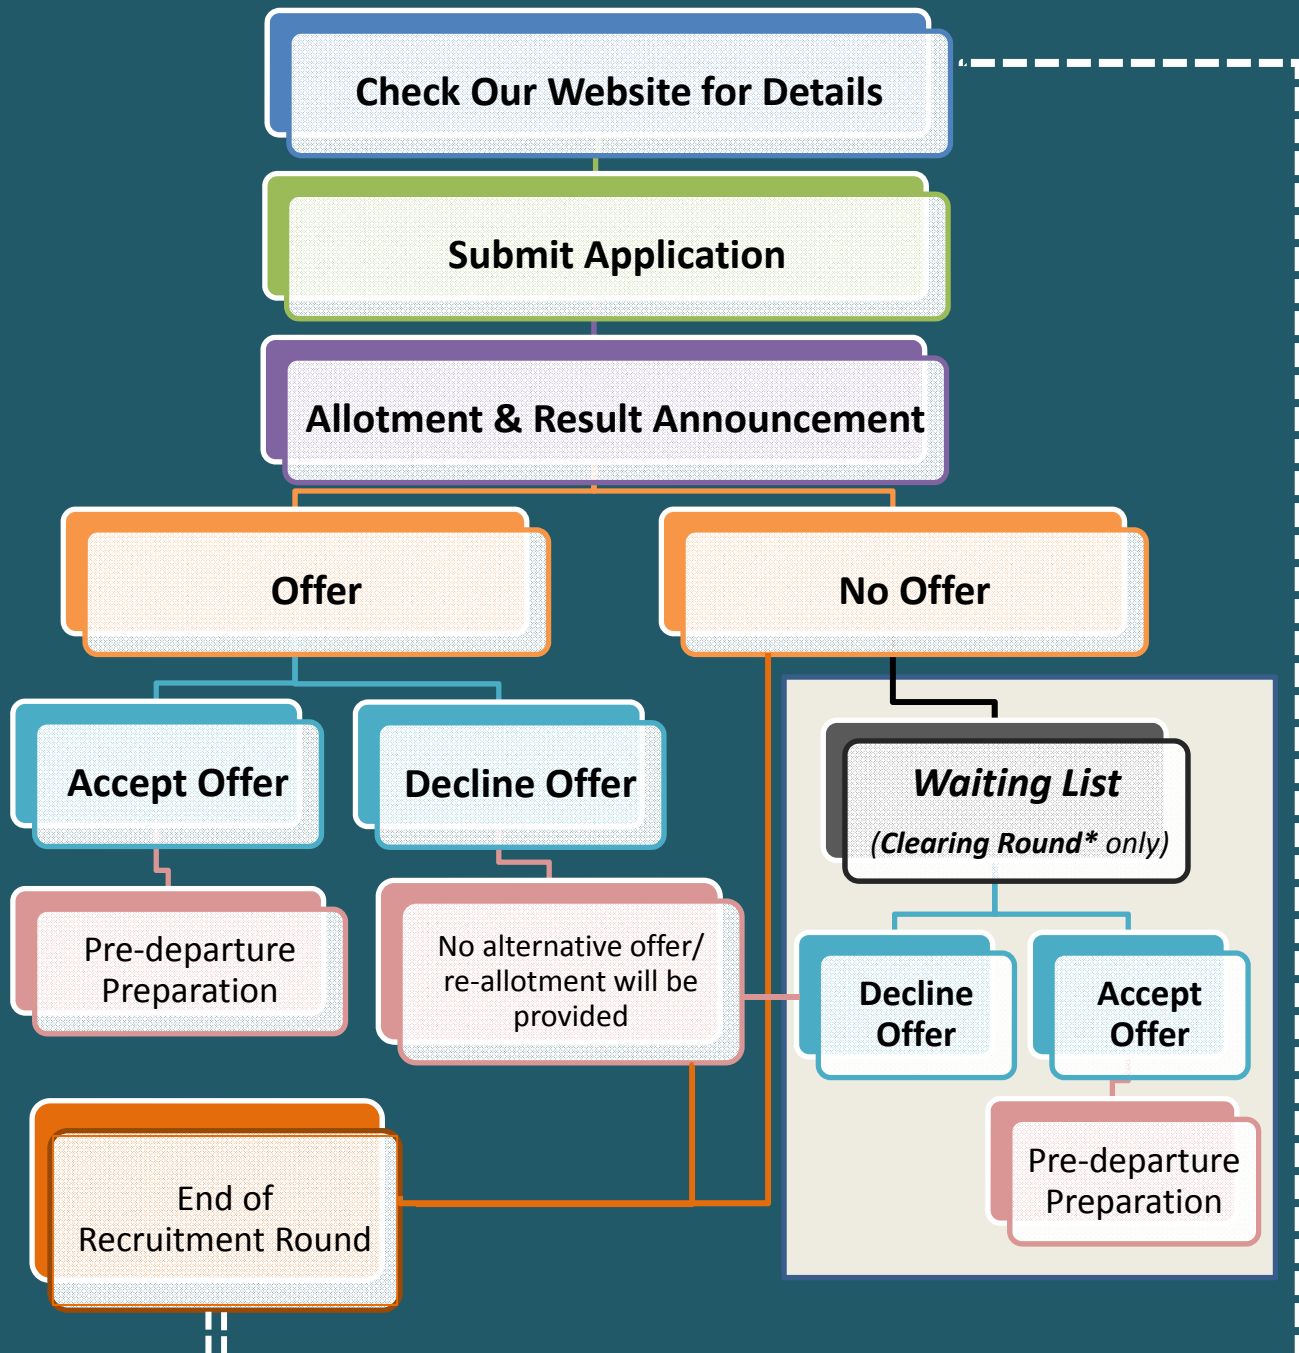 Check Our Website for Details
Submit Application
Allotment & Result Announcement
Offer
No Offer
Accept Offer
Decline Offer
Waiting List
(Clearing Round* only)
Pre-departure
Preparation
No alternative offer/
re-allotment will be
provided
Decline
Offer
Accept
Offer
Pre-departure
Preparation
End of
Recruitment Round